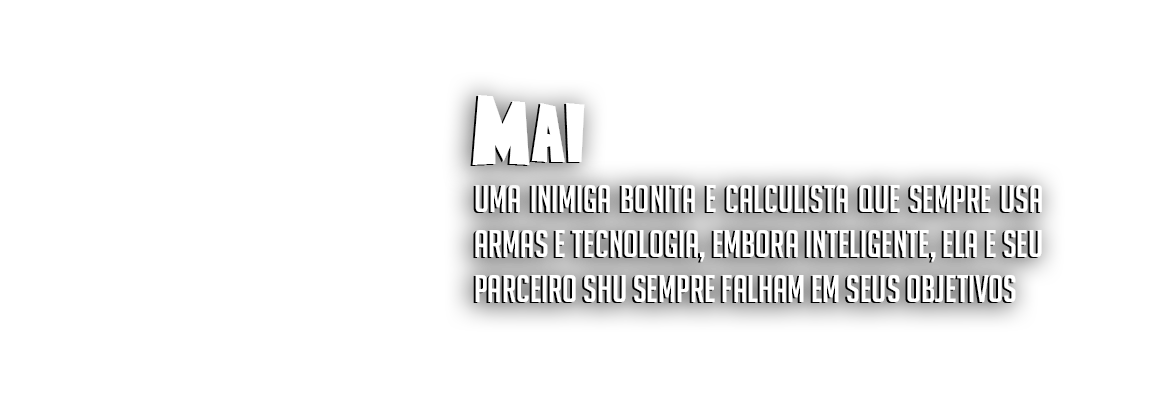 MAI
UMA INIMIGA BONITA E CALCULISTA QUE SEMPRE USA
ARMAS E TECNOLOGIA, EMBORA INTELIGENTE, ELA E SEU
PARCEIRO SHU SEMPRE FALHAM EM SEUS OBJETIVOS